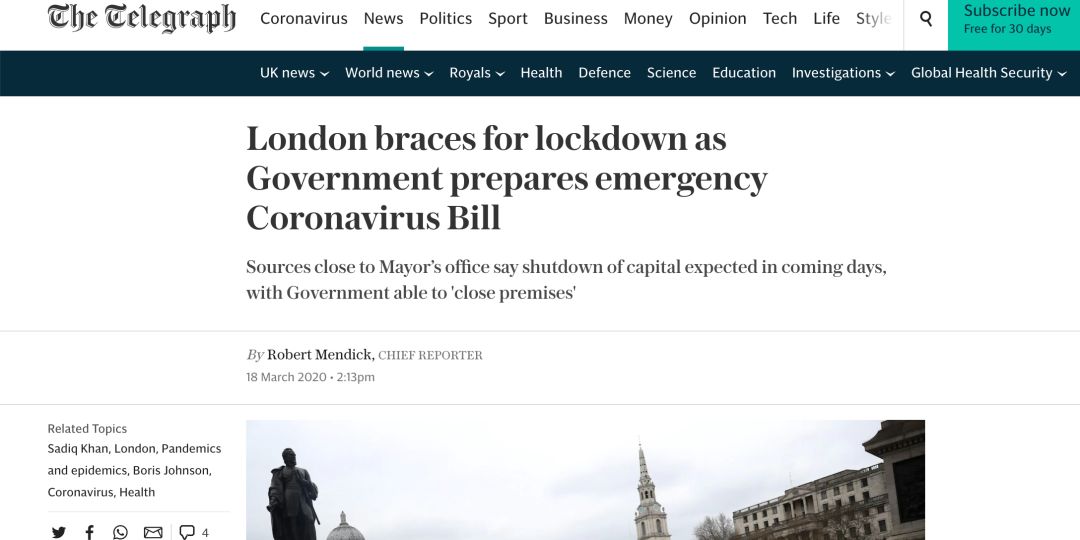 The Telegraph
Coronavirus News Politics Sport Business Money Opinion Tech Life Style
Subscribe now
Free for 30 days
UK news World news Royals Health Defence Science Education Investigations Global Health Security
London braces for lockdown as
Government prepares emergency
Coronavirus Bill
Sources close to Mayor’s office say shutdown of capital expected in coming days,
with Government able to 'close premises'
By Robert Mendick, CHIEF REPORTER
18 March 2020 • 2:13pm
Related Topics
Sadiq Khan, London, Pandemics
and epidemics, Boris Johnson,
Coronavirus, Health
4